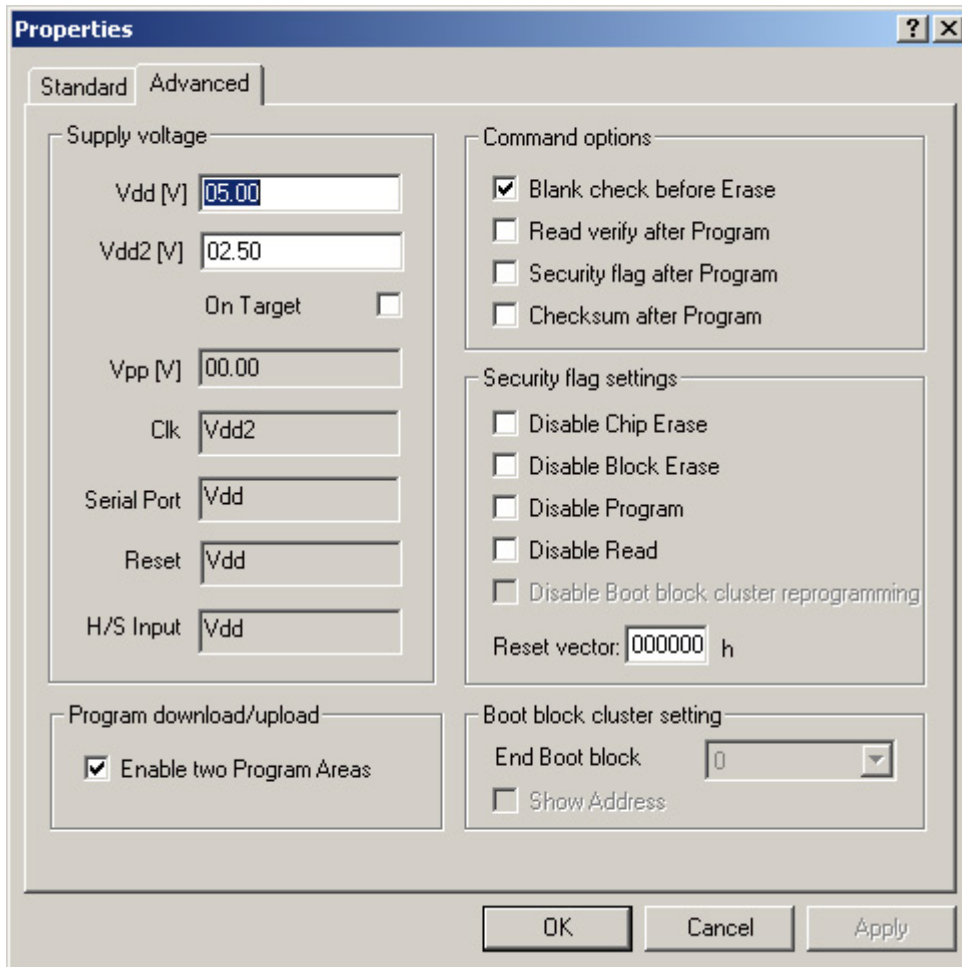 Properties
Standard
Advanced
Supply voltage
Vdd [V] 05.00
Vdd2 [V] 02.50
On Target
Vpp [V] 00.00
Clk Vdd2
Serial Port Vdd
Reset Vdd
H/S Input Vdd
Program download/upload
Enable two Program Areas
Command options
Blank check before Erase
Read verify after Program
Security flag after Program
Checksum after Program
Security flag settings
Disable Chip Erase
Disable Block Erase
Disable Program
Disable Read
Disable Boot block cluster reprogramming
Reset vector: 000000 h
Boot block cluster setting
End Boot block 0
Show Address
OK
Cancel
Apply